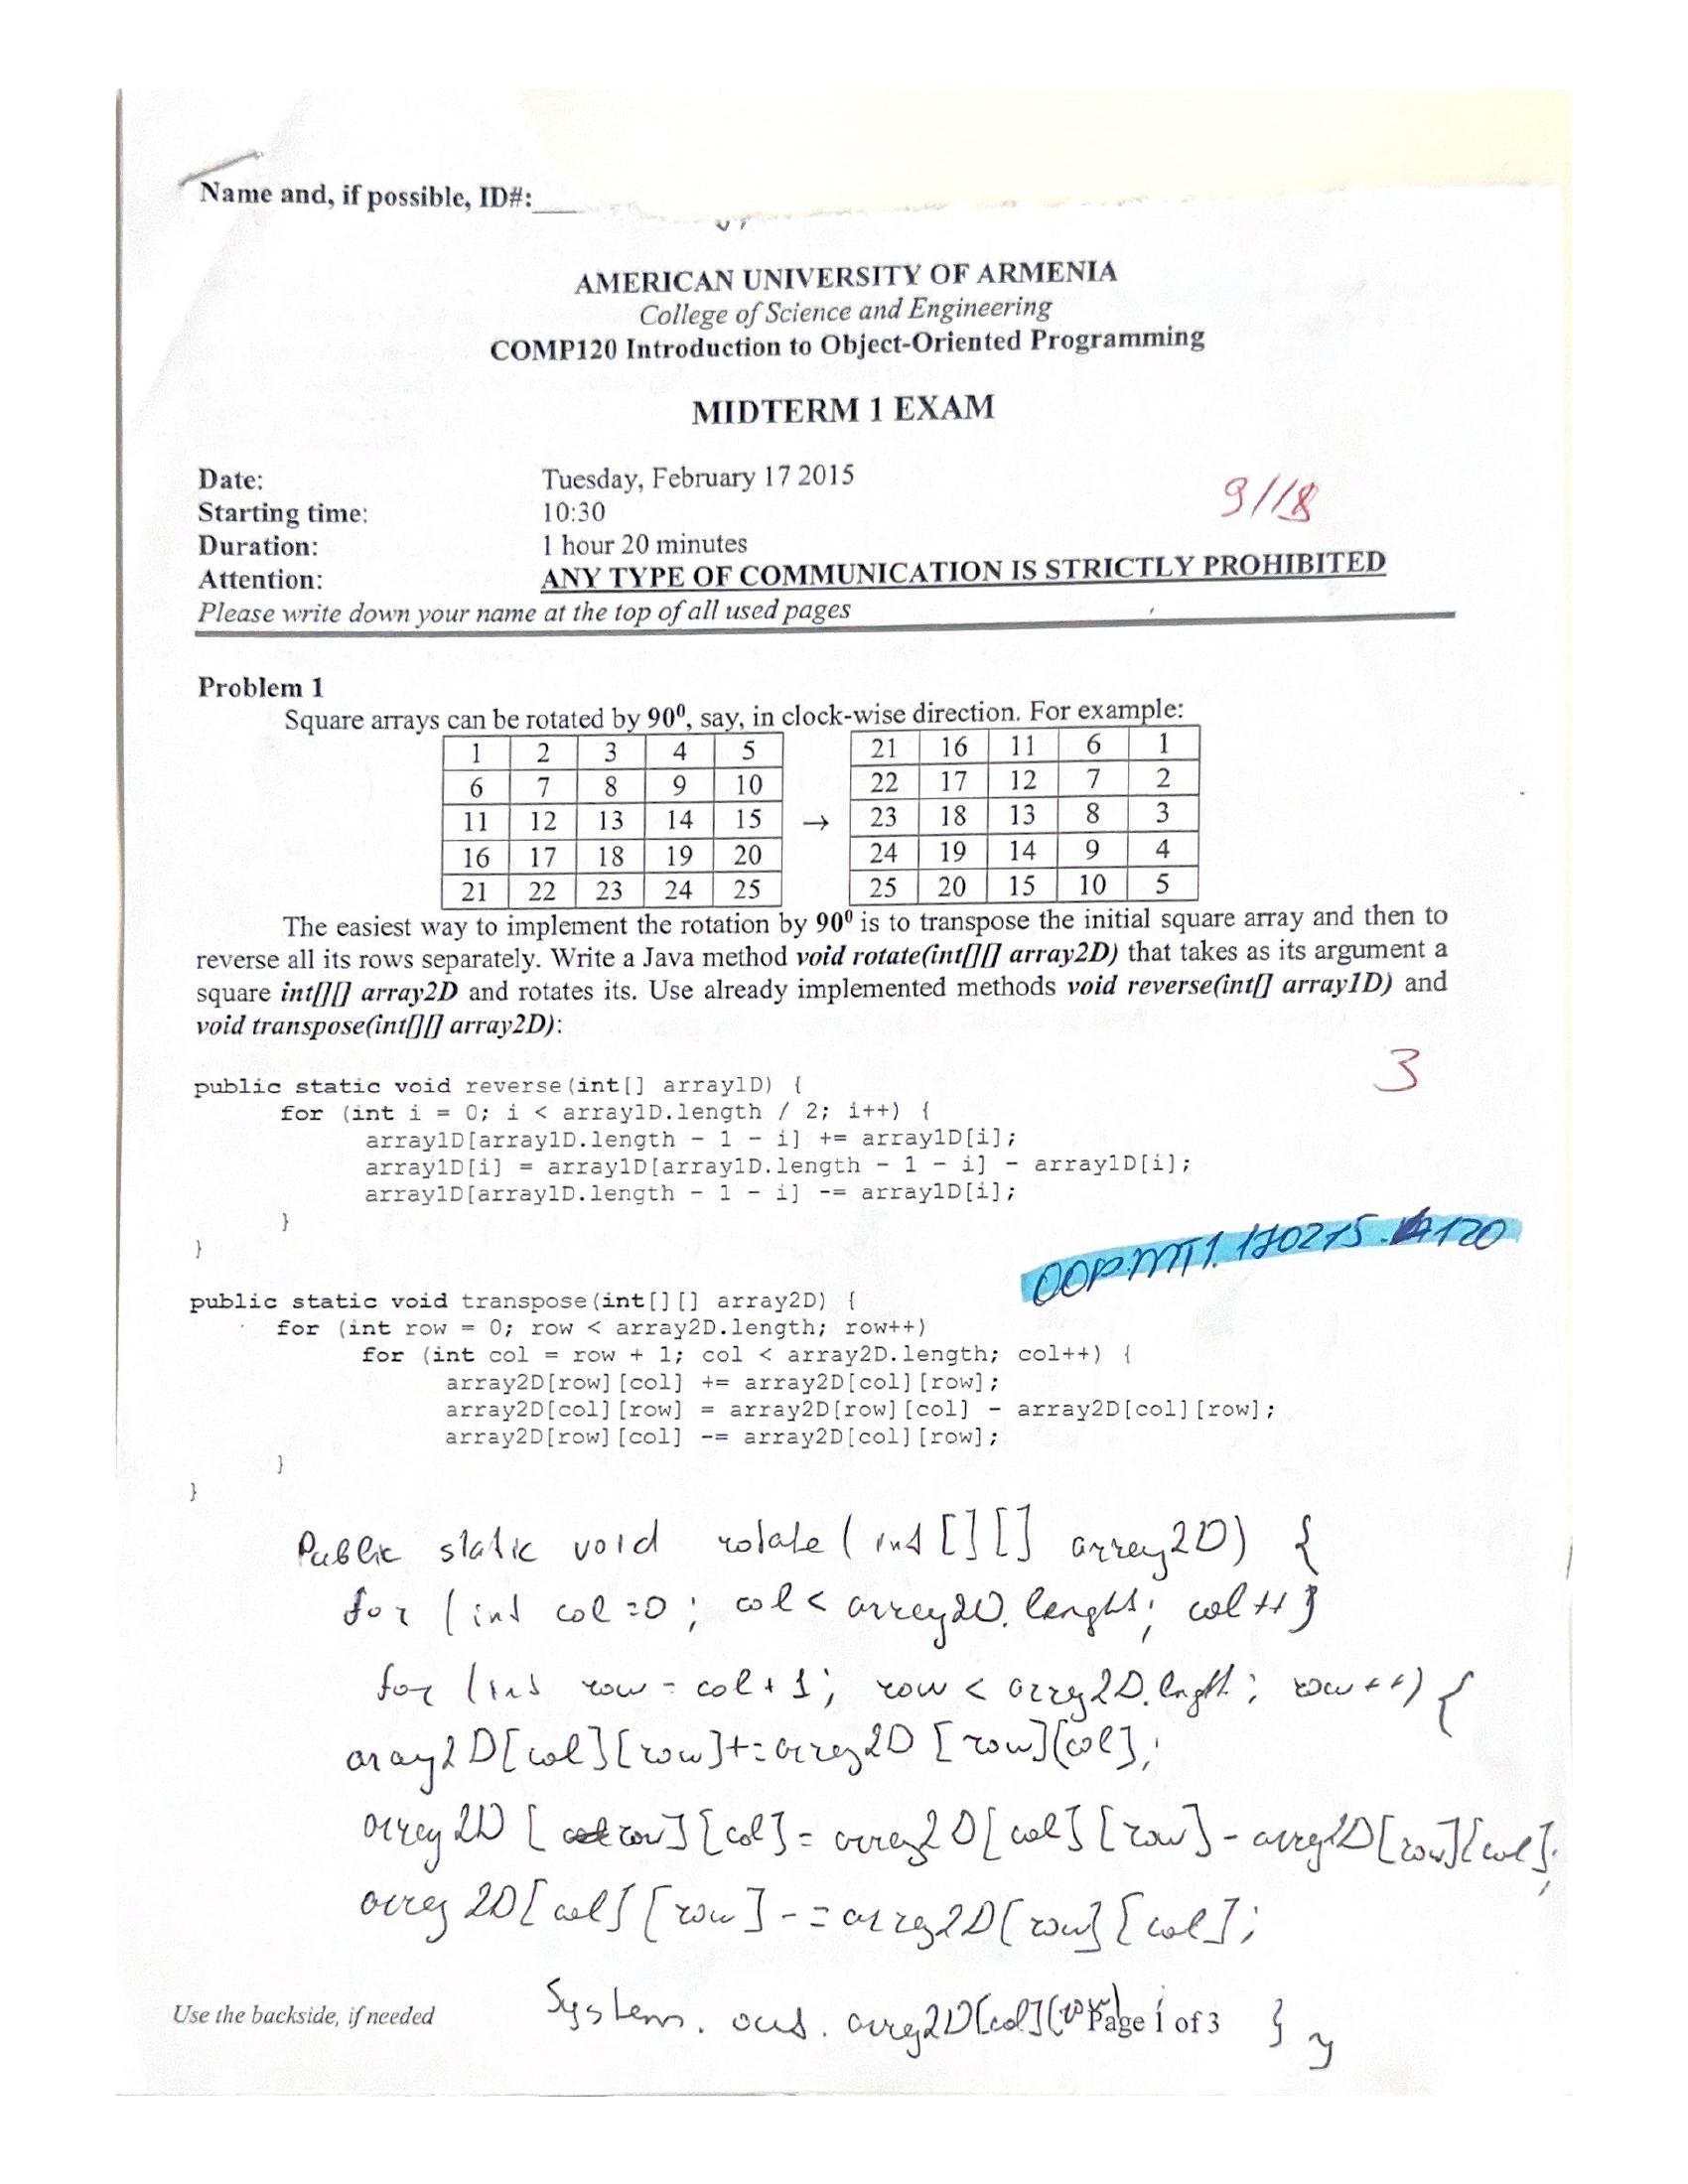 Name and, if possible, ID#:
AMERICAN UNIVERSITY OF ARMENIA
College of Science and Engineering
COMP120 Introduction to Object-Oriented Programming
MIDTERM 1 EXAM
Date: Tuesday, February 17 2015
9//18
Starting time: 10:30
Duration: 1 hour 20 minutes
Attention: ANY TYPE OF COMMUNICATION IS STRICTLY PROHIBITED
Please write down your name at the top of all used pages
Problem 1
Square arrays can be rotated by 90⁰, say, in clock-wise direction. For example:
1 2 3 4 5 21 16 11 6 1
6 7 8 9 10 22 17 12 7 2
11 12 13 14 15 → 23 18 13 8 3
16 17 18 19 20 24 19 14 9 4
21 22 23 24 25 25 20 15 10 5
The easiest way to implement the rotation by 90⁰ is to transpose the initial square array and then to
reverse all its rows separately. Write a Java method void rotate(int[][] array2D) that takes as its argument a
square int[][] array2D and rotates its. Use already implemented methods void reverse(int[] array1D) and
void transpose(int[][] array2D):
3
public static void reverse(int[] array1D) {
for (int i = 0; i < array1D.length / 2; i++) {
array1D[array1D.length - 1 - i] += array1D[i];
array1D[i] = array1D[array1D.length - 1 - i] - array1D[i];
array1D[array1D.length - 1 - i] -= array1D[i];
}
}
OOP.MT1.170215.120
public static void transpose(int[][] array2D) {
for (int row = 0; row < array2D.length; row++)
for (int col = row + 1; col < array2D.length; col++) {
array2D[row][col] += array2D[col][row];
array2D[col][row] = array2D[row][col] - array2D[col][row];
array2D[row][col] -= array2D[col][row];
}
}
Public static void rotate (int [][] array2D) {
for (int col =0 ; col < array2D.lenght; col ++ }
for (int row = col + 1; row < array2D.lngth; row ++) {
aray2D[col][row]+=array2D [row][col];
array2D [row][col]= array2D[col][row] - array2D[row][col];
array 2D[col][row] -= array2D[row][col];
System. out. array2D[col][row] } }
Use the backside, if needed Page 1 of 3